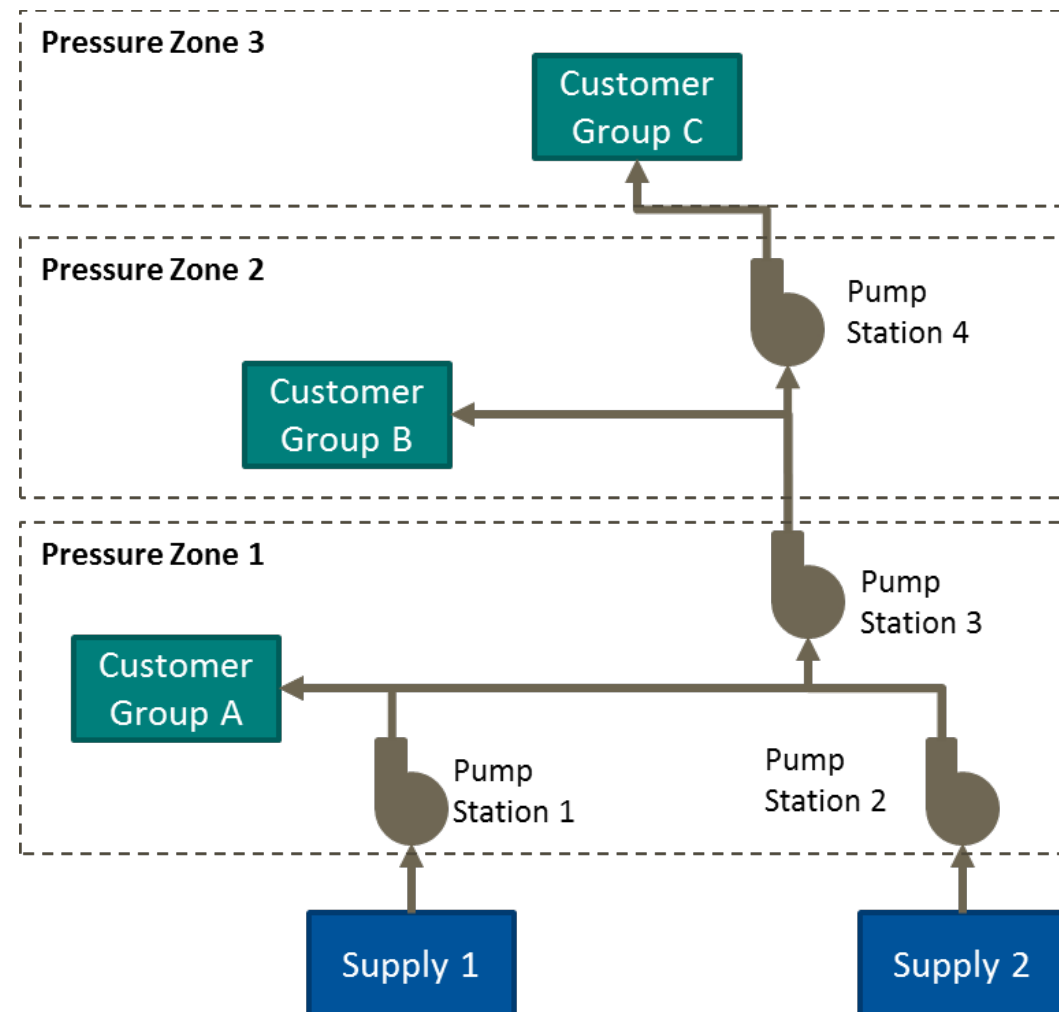 Pressure Zone 3
Customer
Group C
Pressure Zone 2
Pump
Station 4
Customer
Group B
Pressure Zone 1
Pump
Station 3
Customer
Group A
Pump
Station 1
Pump
Station 2
Supply 1
Supply 2